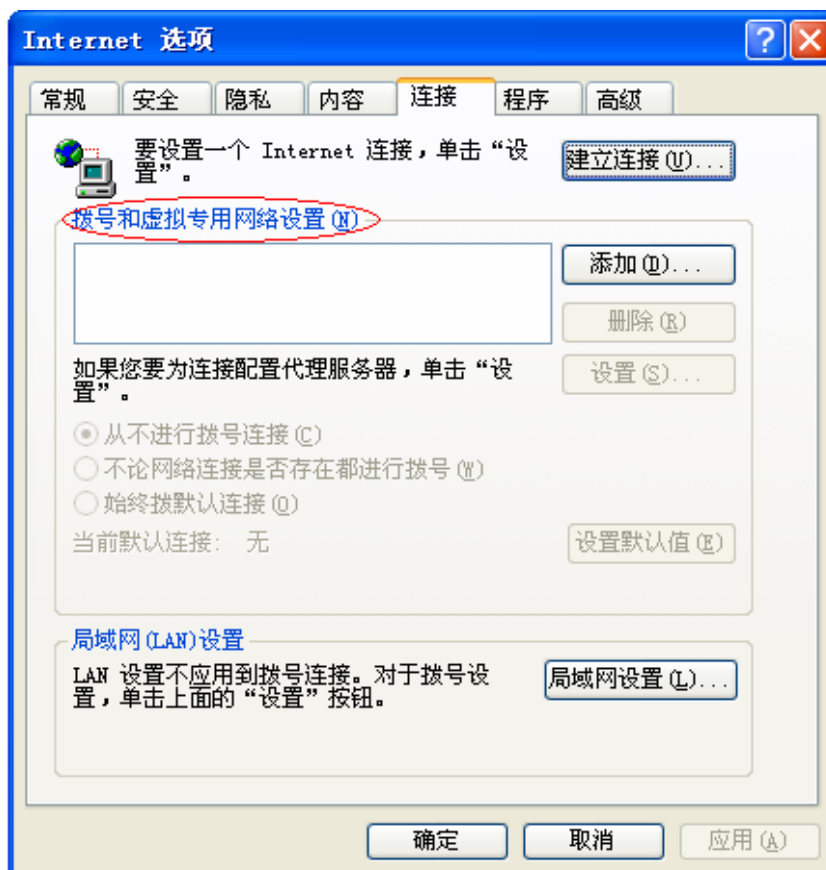 Internet 选项
常规 安全 隐私 内容 连接 程序 高级
要设置一个 Internet 连接，单击“设
置”。
建立连接(U)...
拨号和虚拟专用网络设置(N)
添加(D)...
删除(R)
如果您要为连接配置代理服务器，单击“设
置”。
设置(S)...
从不进行拨号连接(C)
不论网络连接是否存在都进行拨号(W)
始终拨默认连接(O)
当前默认连接： 无
设置默认值(E)
局域网(LAN)设置
LAN 设置不应用到拨号连接。对于拨号设
置，单击上面的“设置”按钮。
局域网设置(L)...
确定 取消 应用(A)